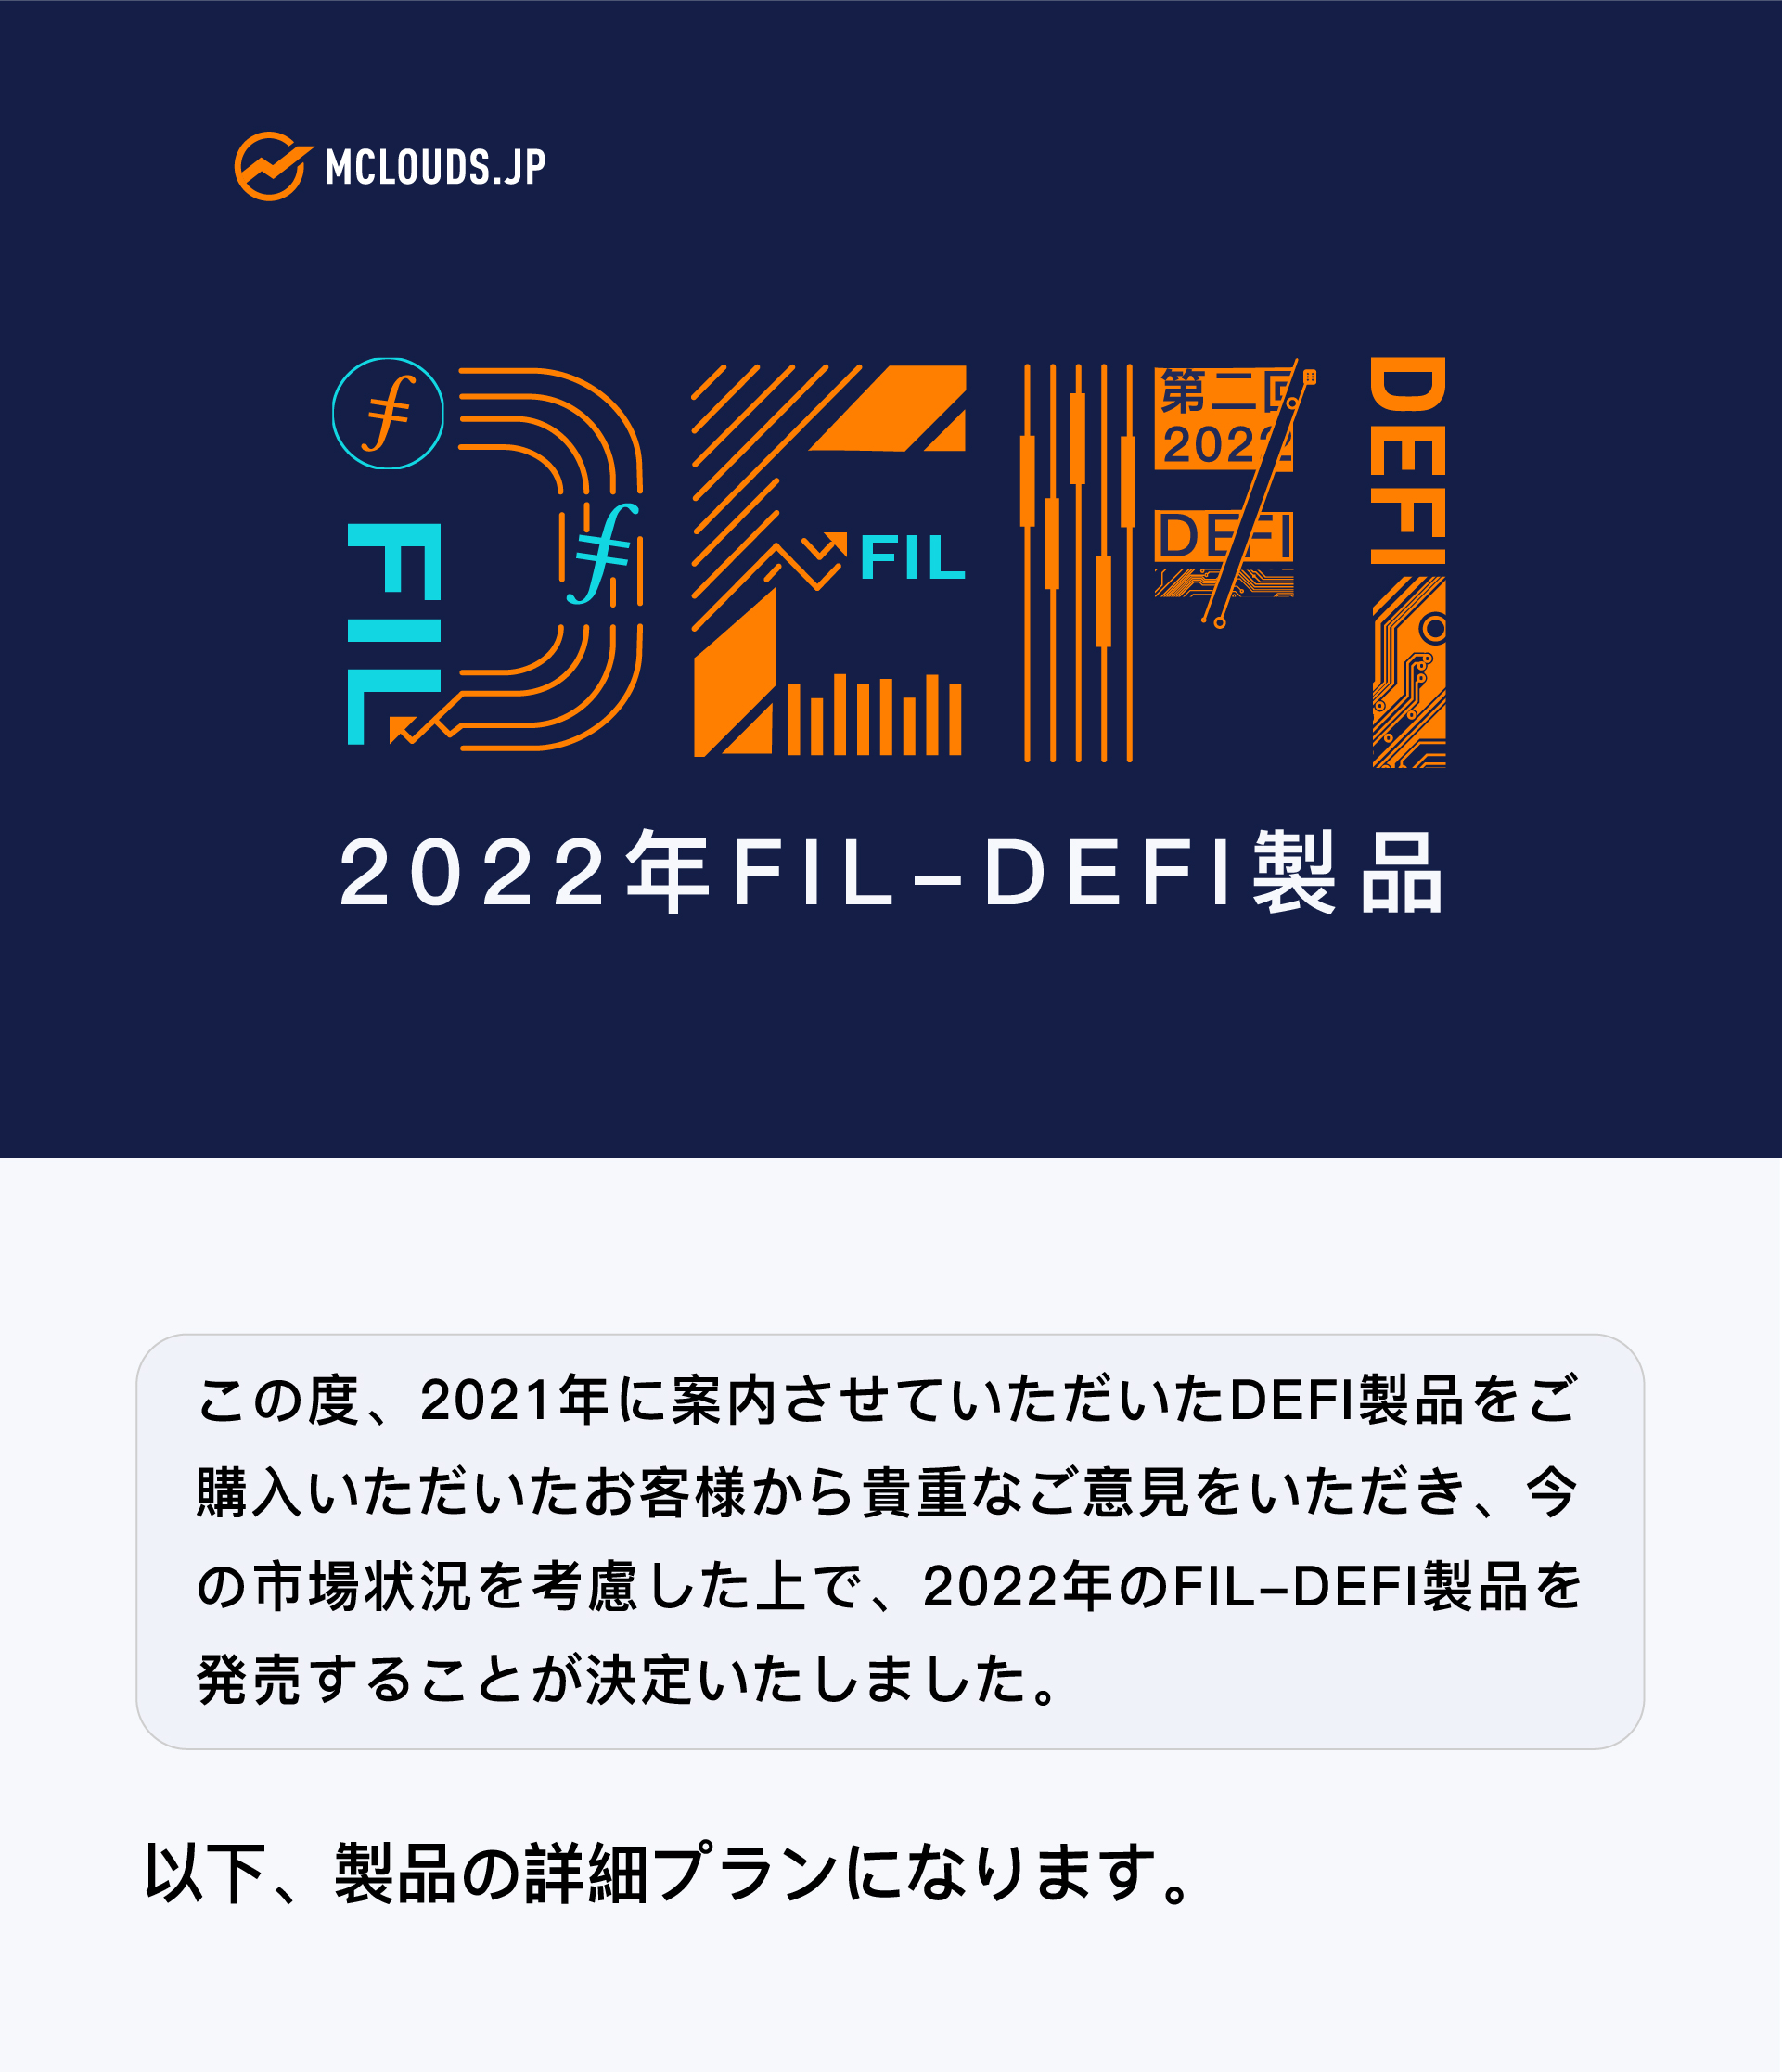 MCLOUDS.JP
FIL
FIL
第二回
2022
DEFI
DEFI
2022年FIL–DEFI製品
この度、2021年に案内させていただいたDEFI製品をご
購入いただいたお客様から貴重なご意見をいただき、今
の市場状況を考慮した上で、2022年のFIL–DEFI製品を
発売することが決定いたしました。
以下、製品の詳細プランになります。